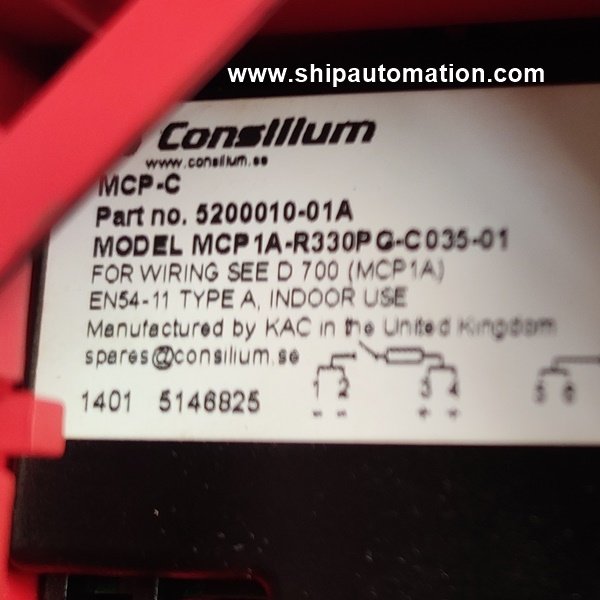 www.shipautomation.com
Consilium
www.consilium.se
MCP-C
Part no. 5200010-01A
MODEL MCP1A-R330PG-C035-01
FOR WIRING SEE D 700 (MCP1A)
EN54-11 TYPE A, INDOOR USE
Manufactured by KAC in the United Kingdom
spares@consilium.se
1 2 3 4 5 6
- - + +
1401 5146825